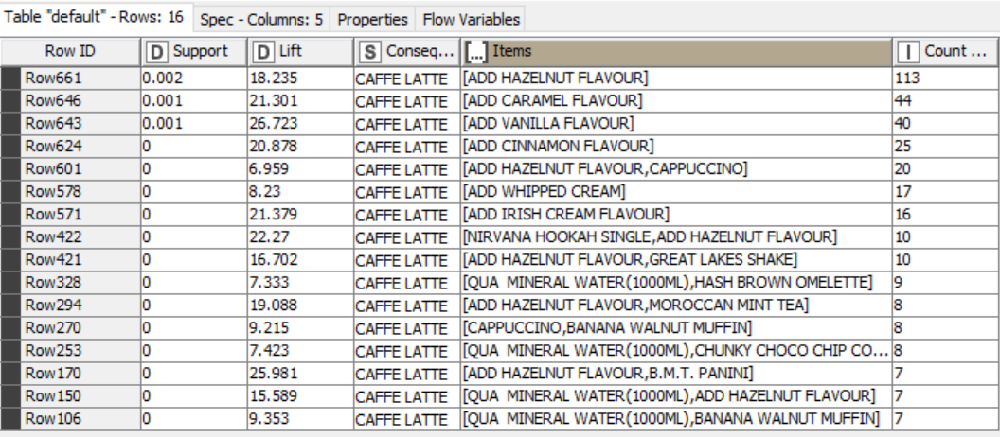 Table "default" - Rows: 16 Spec - Columns: 5 Properties Flow Variables
Row ID D Support D Lift S Conseq... [...] Items I Count ...
Row661 0.002 18.235 CAFFE LATTE [ADD HAZELNUT FLAVOUR] 113
Row646 0.001 21.301 CAFFE LATTE [ADD CARAMEL FLAVOUR] 44
Row643 0.001 26.723 CAFFE LATTE [ADD VANILLA FLAVOUR] 40
Row624 0 20.878 CAFFE LATTE [ADD CINNAMON FLAVOUR] 25
Row601 0 6.959 CAFFE LATTE [ADD HAZELNUT FLAVOUR,CAPPUCCINO] 20
Row578 0 8.23 CAFFE LATTE [ADD WHIPPED CREAM] 17
Row571 0 21.379 CAFFE LATTE [ADD IRISH CREAM FLAVOUR] 16
Row422 0 22.27 CAFFE LATTE [NIRVANA HOOKAH SINGLE,ADD HAZELNUT FLAVOUR] 10
Row421 0 16.702 CAFFE LATTE [ADD HAZELNUT FLAVOUR,GREAT LAKES SHAKE] 10
Row328 0 7.333 CAFFE LATTE [QUA  MINERAL WATER(1000ML),HASH BROWN OMELETTE] 9
Row294 0 19.088 CAFFE LATTE [ADD HAZELNUT FLAVOUR,MOROCCAN MINT TEA] 8
Row270 0 9.215 CAFFE LATTE [CAPPUCCINO,BANANA WALNUT MUFFIN] 8
Row253 0 7.423 CAFFE LATTE [QUA  MINERAL WATER(1000ML),CHUNKY CHOCO CHIP CO... 8
Row170 0 25.981 CAFFE LATTE [ADD HAZELNUT FLAVOUR,B.M.T. PANINI] 7
Row150 0 15.589 CAFFE LATTE [QUA  MINERAL WATER(1000ML),ADD HAZELNUT FLAVOUR] 7
Row106 0 9.353 CAFFE LATTE [QUA  MINERAL WATER(1000ML),BANANA WALNUT MUFFIN] 7